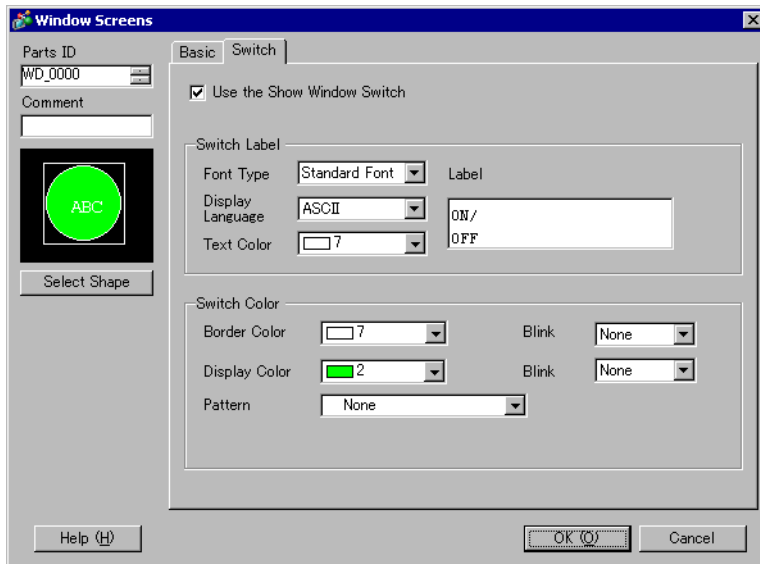 Window Screens
Parts ID
WD_0000
Comment
ABC
Select Shape
Basic
Switch
Use the Show Window Switch
Switch Label
Font Type
Standard Font
Label
Display
Language
ASCII
ON/
OFF
Text Color
7
Switch Color
Border Color
7
Blink
None
Display Color
2
Blink
None
Pattern
None
Help (H)
OK (O)
Cancel